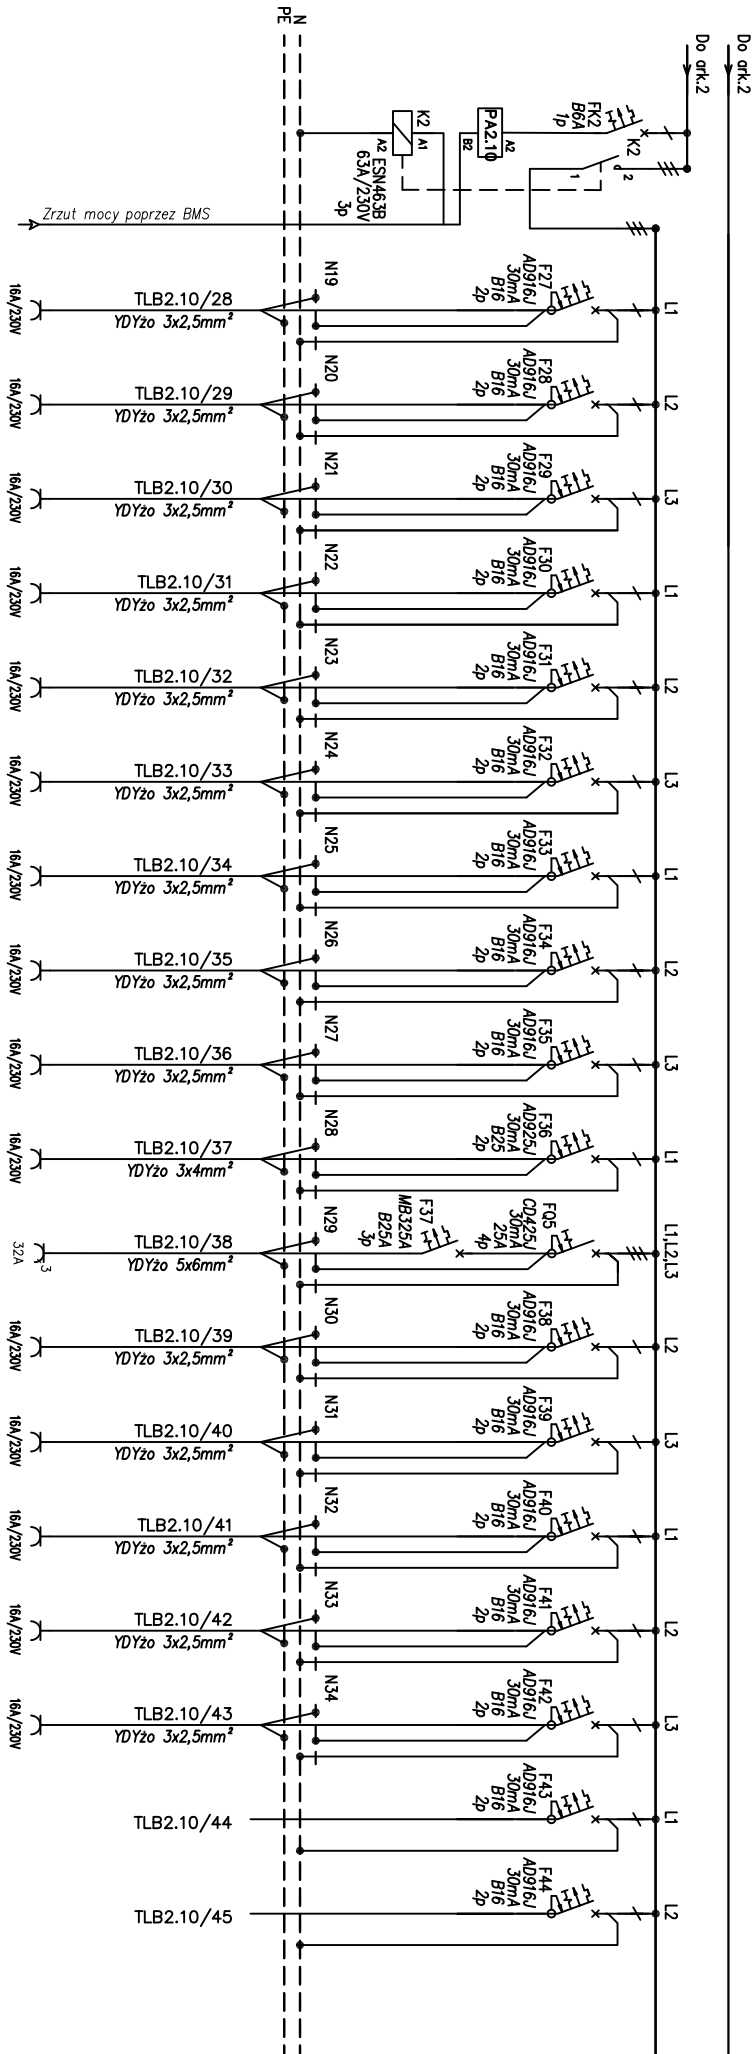 Do ark.2
Do ark.2
FK2
B6A
1p
K2
2
1
PA2.10
A2
B2
K2
A1
A2
ESN463B
63A/230V
3p
N
PE
Zrzut mocy poprzez BMS
L1
F27
AD916J
30mA
B16
2p
N19
TLB2.10/28
YDYżo 3x2,5mm²
16A/230V
L2
F28
AD916J
30mA
B16
2p
N20
TLB2.10/29
YDYżo 3x2,5mm²
16A/230V
L3
F29
AD916J
30mA
B16
2p
N21
TLB2.10/30
YDYżo 3x2,5mm²
16A/230V
L1
F30
AD916J
30mA
B16
2p
N22
TLB2.10/31
YDYżo 3x2,5mm²
16A/230V
L2
F31
AD916J
30mA
B16
2p
N23
TLB2.10/32
YDYżo 3x2,5mm²
16A/230V
L3
F32
AD916J
30mA
B16
2p
N24
TLB2.10/33
YDYżo 3x2,5mm²
16A/230V
L1
F33
AD916J
30mA
B16
2p
N25
TLB2.10/34
YDYżo 3x2,5mm²
16A/230V
L2
F34
AD916J
30mA
B16
2p
N26
TLB2.10/35
YDYżo 3x2,5mm²
16A/230V
L3
F35
AD916J
30mA
B16
2p
N27
TLB2.10/36
YDYżo 3x2,5mm²
16A/230V
L1
F36
AD925J
30mA
B25
2p
N28
TLB2.10/37
YDYżo 3x4mm²
16A/230V
L1,L2,L3
FQ5
CD425J
30mA
25A
4p
F37
MB325A
B25A
3p
N29
TLB2.10/38
YDYżo 5x6mm²
3
32A
L2
F38
AD916J
30mA
B16
2p
N30
TLB2.10/39
YDYżo 3x2,5mm²
16A/230V
L3
F39
AD916J
30mA
B16
2p
N31
TLB2.10/40
YDYżo 3x2,5mm²
16A/230V
L1
F40
AD916J
30mA
B16
2p
N32
TLB2.10/41
YDYżo 3x2,5mm²
16A/230V
L2
F41
AD916J
30mA
B16
2p
N33
TLB2.10/42
YDYżo 3x2,5mm²
16A/230V
L3
F42
AD916J
30mA
B16
2p
N34
TLB2.10/43
YDYżo 3x2,5mm²
16A/230V
L1
F43
AD916J
30mA
B16
2p
TLB2.10/44
L2
F44
AD916J
30mA
B16
2p
TLB2.10/45